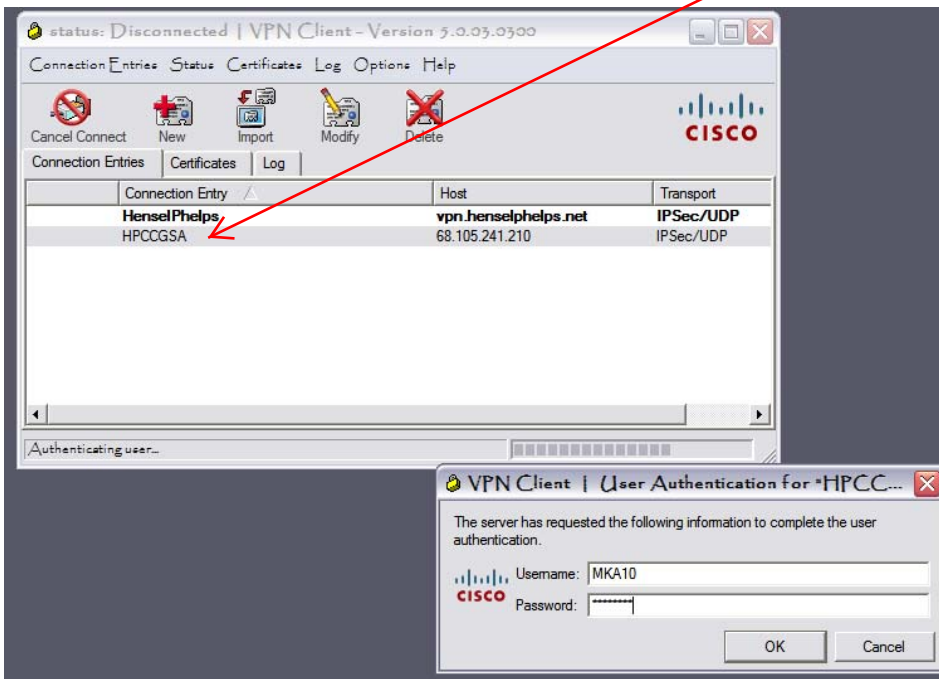 status: Disconnected | VPN Client - Version 5.0.03.0300
Connection Entries Status Certificates Log Options Help
Cancel Connect New Import Modify Delete
CISCO
Connection Entries Certificates Log
Connection Entry Host Transport
HenselPhelps vpn.henselphelps.net IPSec/UDP
HPCCGSA 68.105.241.210 IPSec/UDP
Authenticating user...
VPN Client | User Authentication for "HPCC...
The server has requested the following information to complete the user
authentication.
CISCO
Username: MKA10
Password: ********
OK Cancel